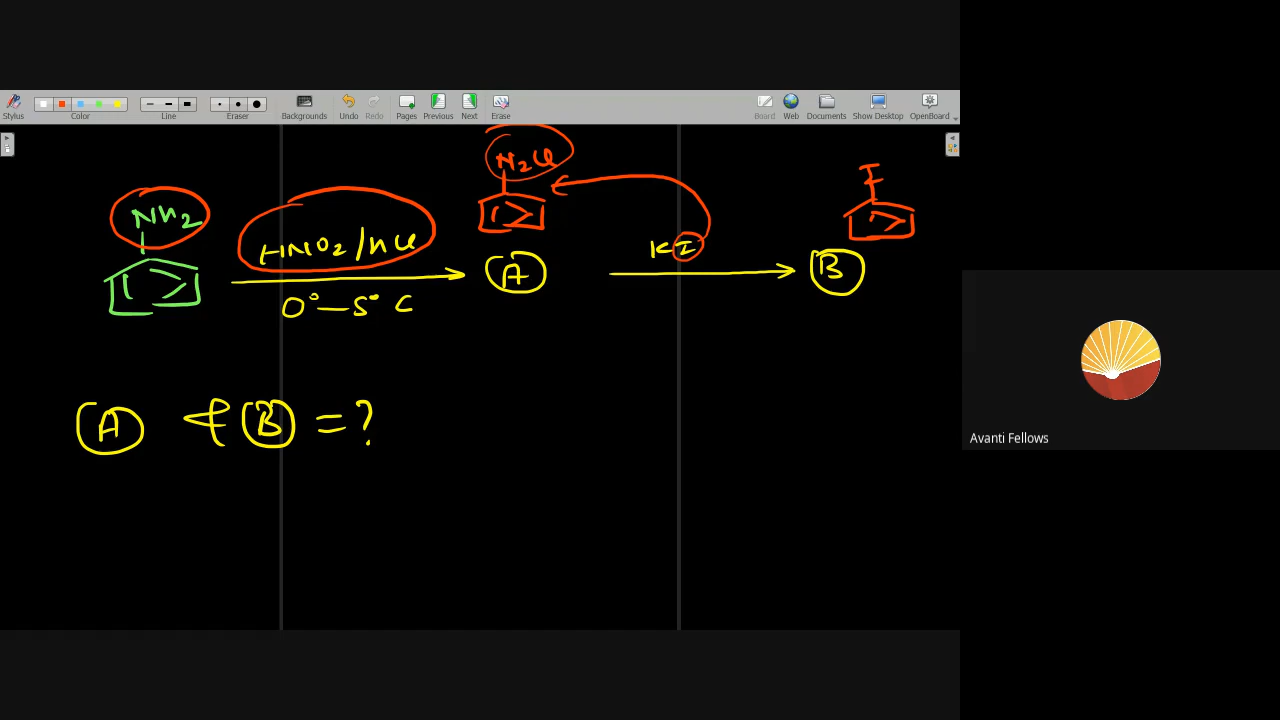 Stylus
Color
Line
Eraser
Backgrounds
Undo
Redo
Pages
Previous
Next
Erase
Board
Web
Documents
Show Desktop
OpenBoard
N2Cl
I
NH2
HNO2/HCl
KI
A
B
0°—5° C
A & B = ?
Avanti Fellows